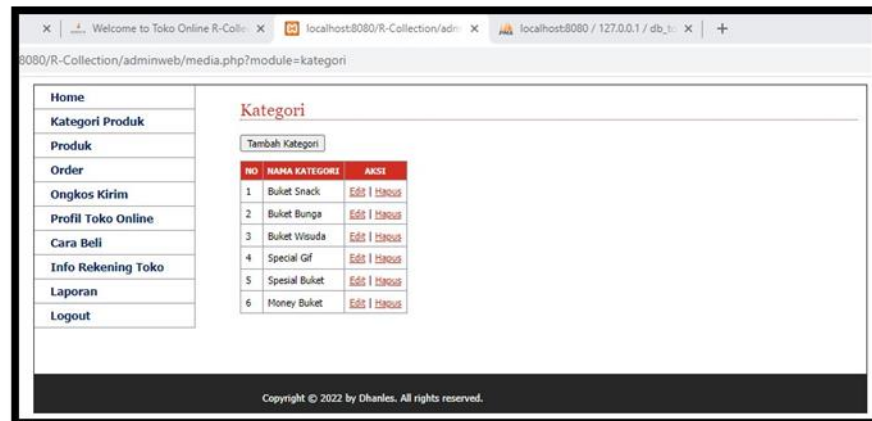 Welcome to Toko Online R-Colle
localhost:8080/R-Collection/adm
localhost:8080 / 127.0.0.1 / db_t
8080/R-Collection/adminweb/media.php?module=kategori
Home
Kategori Produk
Produk
Order
Ongkos Kirim
Profil Toko Online
Cara Beli
Info Rekening Toko
Laporan
Logout
Kategori
Tambah Kategori
NO NAMA KATEGORI AKSI
1 Buket Snack Edit | Hapus
2 Buket Bunga Edit | Hapus
3 Buket Wisuda Edit | Hapus
4 Special Gif Edit | Hapus
5 Spesial Buket Edit | Hapus
6 Money Buket Edit | Hapus
Copyright © 2022 by Dhanles. All rights reserved.